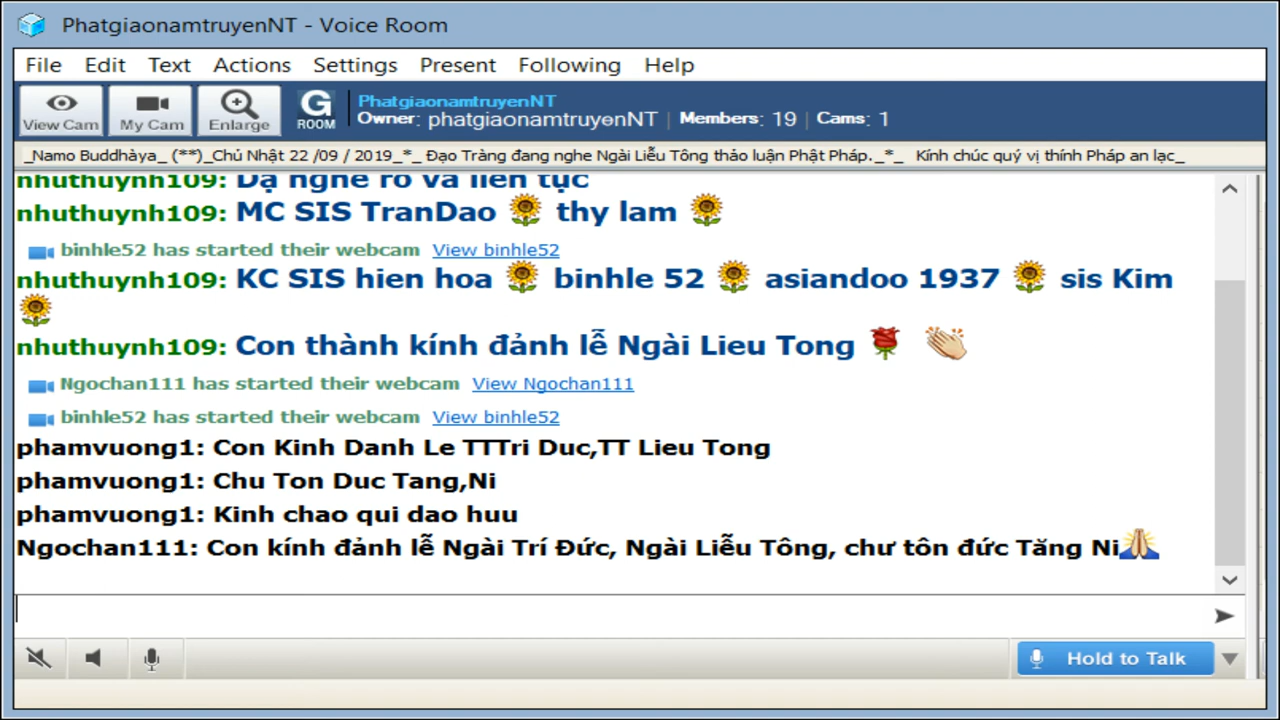 PhatgiaonamtruyenNT - Voice Room
File Edit Text Actions Settings Present Following Help
View Cam My Cam Enlarge G ROOM PhatgiaonamtruyenNT
Owner: phatgiaonamtruyenNT | Members: 19 | Cams: 1
_Namo Buddhàya_ (**)_Chủ Nhật 22 /09 / 2019_*_ Đạo Tràng đang nghe Ngài Liễu Tông thảo luận Phật Pháp._*_ Kính chúc quý vị thính Pháp an lạc_
nhuthuynh109: Dạ nghe rõ và liên tục
nhuthuynh109: MC SIS TranDao 🌻 thy lam 🌻
binhle52 has started their webcam View binhle52
nhuthuynh109: KC SIS hien hoa 🌻 binhle 52 🌻 asiandoo 1937 🌻 sis Kim
🌻
nhuthuynh109: Con thành kính đảnh lễ Ngài Lieu Tong 🌹 👏
Ngochan111 has started their webcam View Ngochan111
binhle52 has started their webcam View binhle52
phamvuong1: Con Kinh Danh Le TTTri Duc,TT Lieu Tong
phamvuong1: Chu Ton Duc Tang,Ni
phamvuong1: Kinh chao qui dao huu
Ngochan111: Con kính đảnh lễ Ngài Trí Đức, Ngài Liễu Tông, chư tôn đức Tăng Ni🙏
Hold to Talk